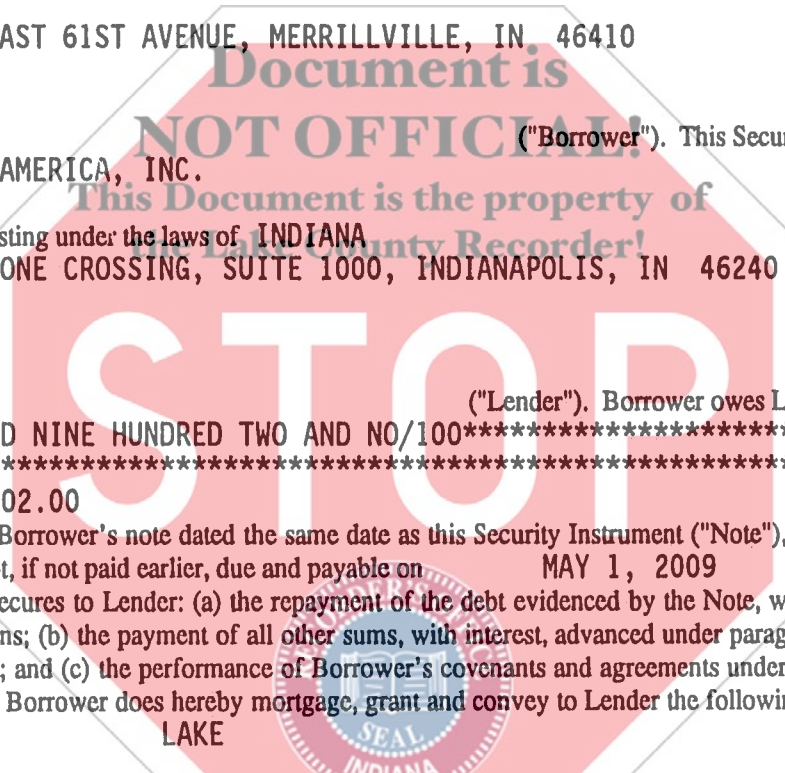 AST 61ST AVENUE, MERRILLVILLE, IN 46410
Document is
NOT OFFICIAL!
("Borrower"). This Secur
AMERICA, INC.
This Document is the property of
sting under the laws of INDIANA
the Lake County Recorder!
ONE CROSSING, SUITE 1000, INDIANAPOLIS, IN 46240
STOP
("Lender"). Borrower owes L
D NINE HUNDRED TWO AND NO/100**********************
***************************************************
02.00
Borrower's note dated the same date as this Security Instrument ("Note"),
t, if not paid earlier, due and payable on MAY 1, 2009
ecures to Lender: (a) the repayment of the debt evidenced by the Note, w
ns; (b) the payment of all other sums, with interest, advanced under parag
; and (c) the performance of Borrower's covenants and agreements under
Borrower does hereby mortgage, grant and convey to Lender the followin
LAKE
SEAL
INDIANA